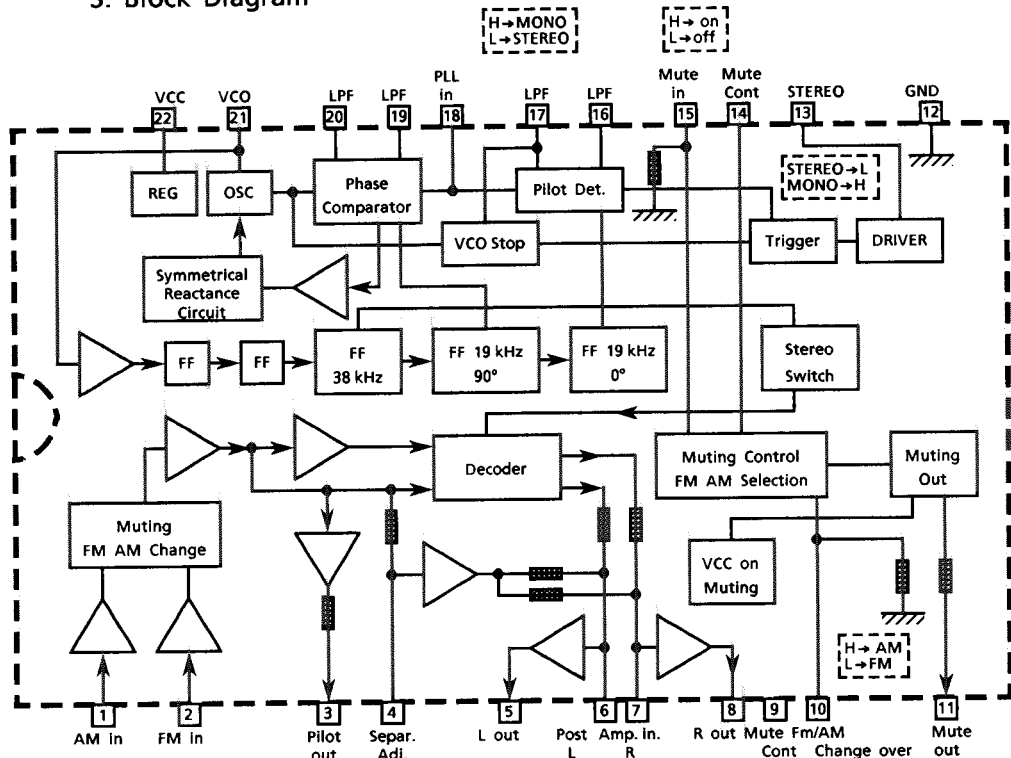 3. Block Diagram
H→MONO
L→STEREO
H→ on
L→off
VCC
VCO
LPF
LPF
PLL
in
LPF
LPF
Mute
in
Mute
Cont
STEREO
GND
22
21
20
19
18
17
16
15
14
13
12
REG
OSC
Phase
Comparator
Pilot Det.
STEREO→L
MONO→H
VCO Stop
Trigger
DRIVER
Symmetrical
Reactance
Circuit
FF
FF
FF
38 kHz
FF 19 kHz
90°
FF 19 kHz
0°
Stereo
Switch
Decoder
Muting Control
FM AM Selection
Muting
Out
Muting
FM AM Change
VCC on
Muting
H→ AM
L→FM
1
2
3
4
5
6
7
8
9
10
11
AM in
FM in
Pilot
out
Separ.
Adj.
L out
Post Amp. in.
L R
R out
Mute
Cont
Fm/AM
Change over
Mute
out